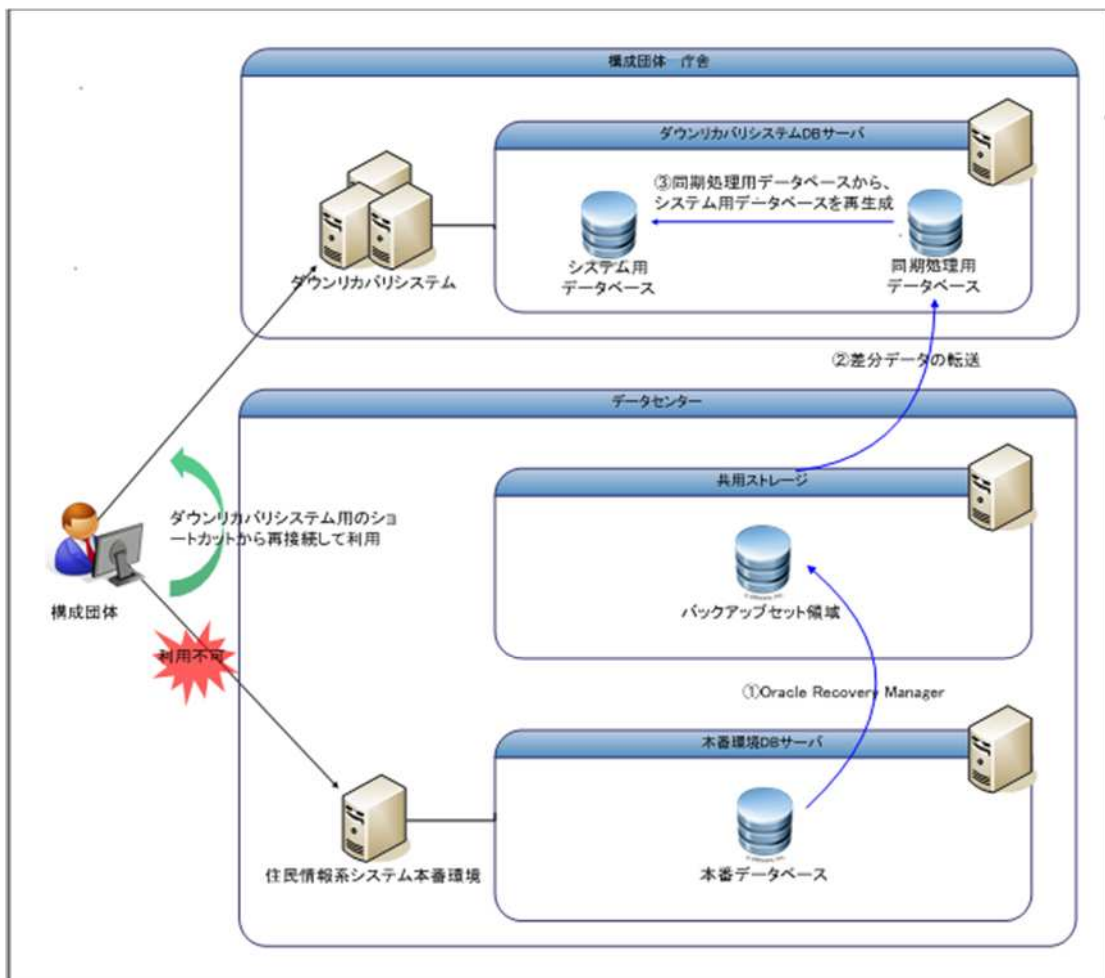 構成団体 庁舎
ダウンリカバリシステムDBサーバ
③同期処理用データベースから、
システム用データベースを再生成
システム用
データベース
同期処理用
データベース
ダウンリカバリシステム
②差分データの転送
データセンター
共用ストレージ
ダウンリカバリシステム用のショ
ートカットから再接続して利用
バックアップセット領域
構成団体
利用不可
①Oracle Recovery Manager
本番環境DBサーバ
本番データベース
住民情報系システム本番環境